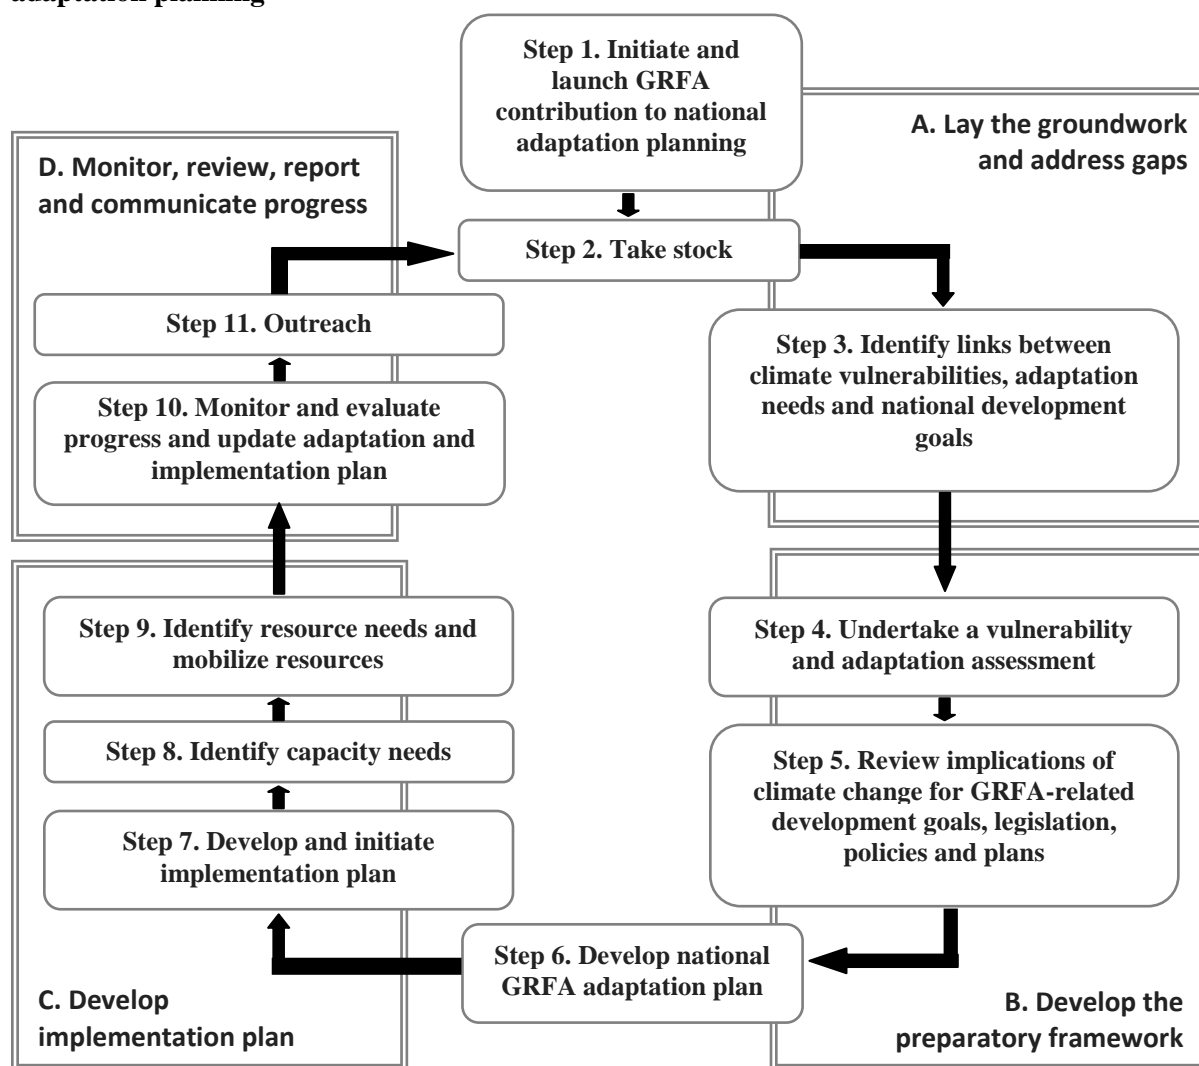 adaptation planning
Step 1. Initiate and
launch GRFA
contribution to national
adaptation planning
A. Lay the groundwork
and address gaps
D. Monitor, review, report
and communicate progress
Step 2. Take stock
Step 11. Outreach
Step 3. Identify links between
climate vulnerabilities, adaptation
needs and national development
goals
Step 10. Monitor and evaluate
progress and update adaptation and
implementation plan
Step 9. Identify resource needs and
mobilize resources
Step 4. Undertake a vulnerability
and adaptation assessment
Step 8. Identify capacity needs
Step 5. Review implications of
climate change for GRFA-related
development goals, legislation,
policies and plans
Step 7. Develop and initiate
implementation plan
Step 6. Develop national
GRFA adaptation plan
C. Develop
implementation plan
B. Develop the
preparatory framework